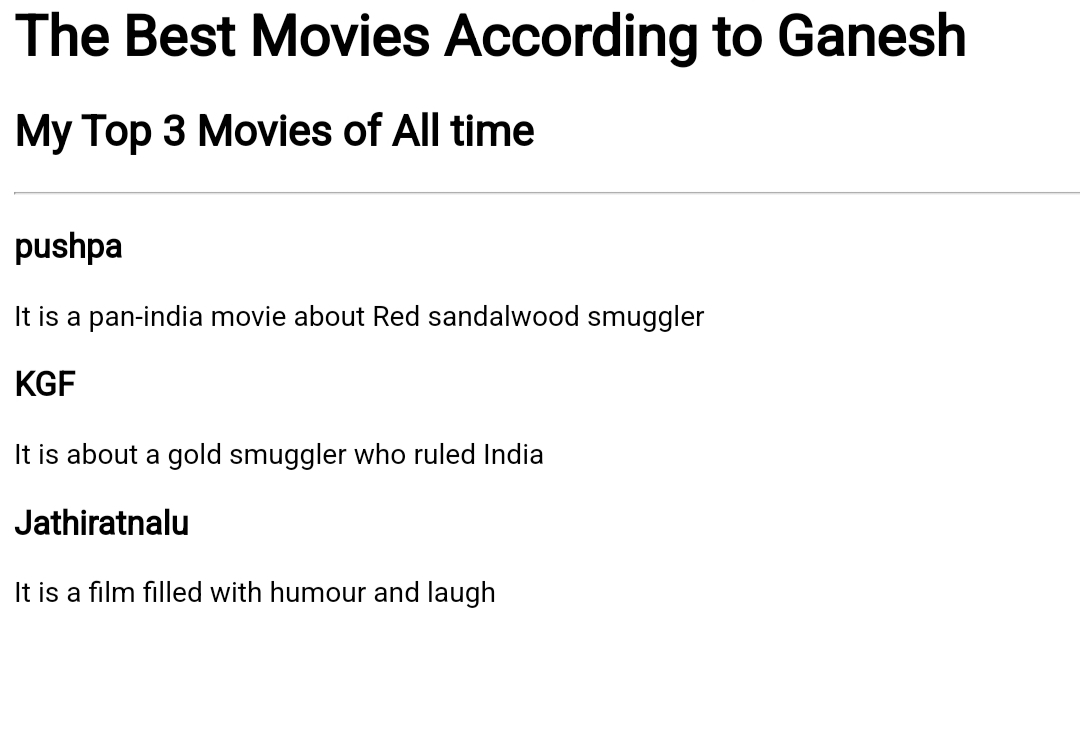 The Best Movies According to Ganesh
My Top 3 Movies of All time
pushpa
It is a pan-india movie about Red sandalwood smuggler
KGF
It is about a gold smuggler who ruled India
Jathiratnalu
It is a film filled with humour and laugh